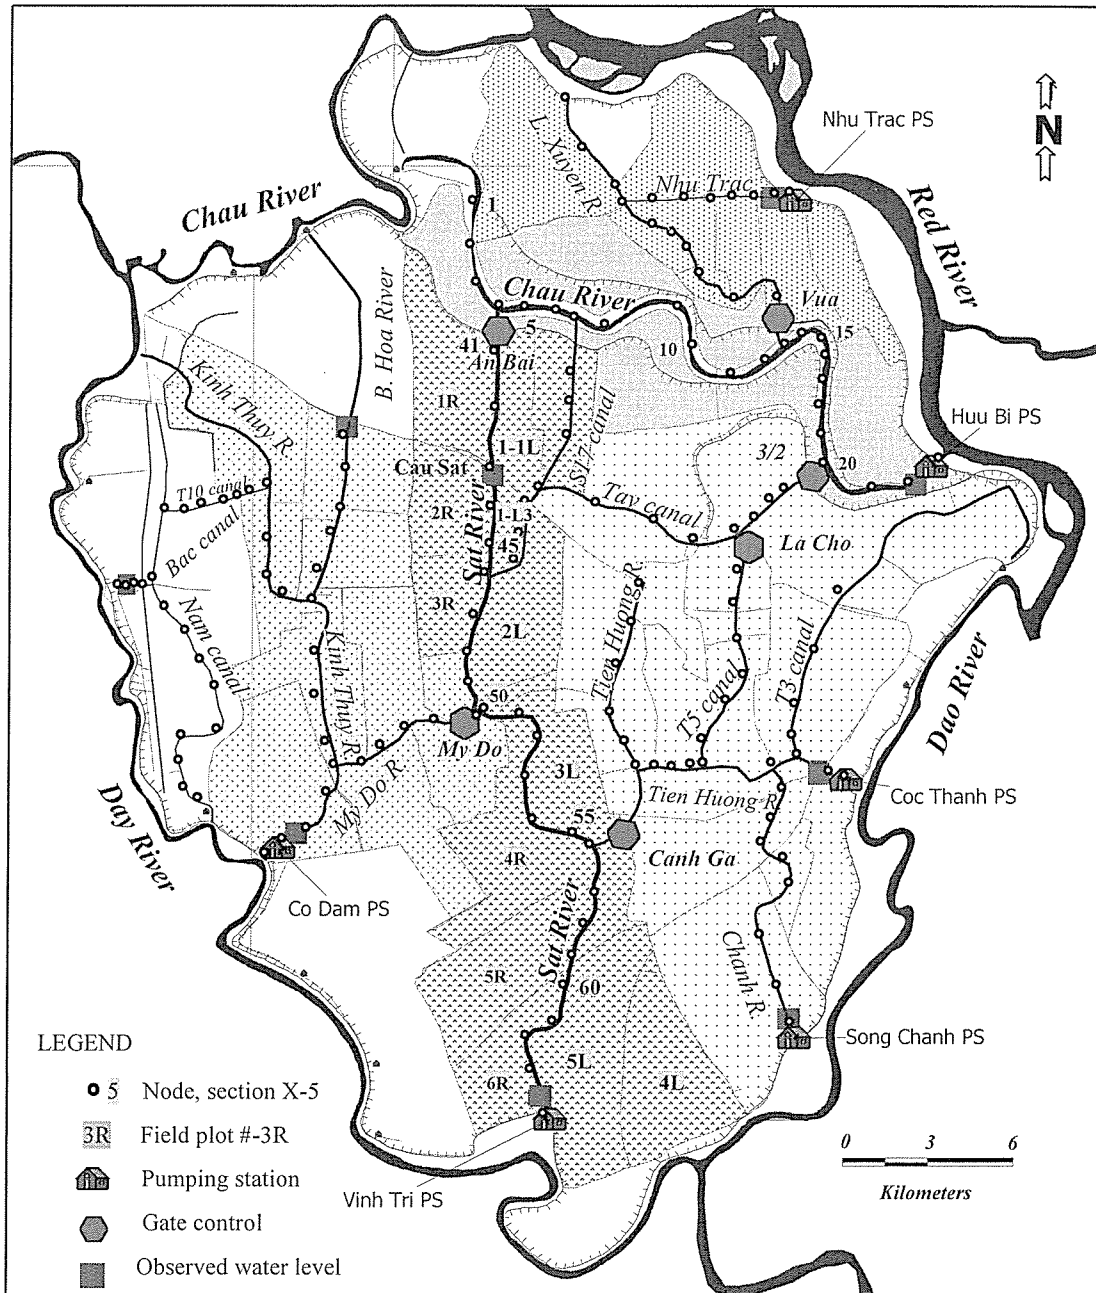 Nhu Trac PS
N
L. Xuyen R.
Nhu Trac
1
Chau River
Red River
Chau River
Vua
B. Hoa River
5
15
41
An Bai
10
Kinh Thuy R.
1R
Huu Bi PS
S17 canal
1-1L
3/2
20
Cau Sat
T10 canal
2R
1-L3
Tay canal
Bac canal
Sat River
45
La Cho
3R
2L
Tien Huong R.
Nam canal
Kinh Thuy R.
T5 canal
T3 canal
Dao River
50
My Do
3L
My Do R.
Tien Huong R.
Coc Thanh PS
Day River
55
Canh Ga
4R
Co Dam PS
Sat River
Chanh R.
5R
60
Song Chanh PS
LEGEND
5L
6R
4L
5 Node, section X-5
3R Field plot #-3R
Pumping station
0 3 6
Kilometers
Vinh Tri PS
Gate control
Observed water level